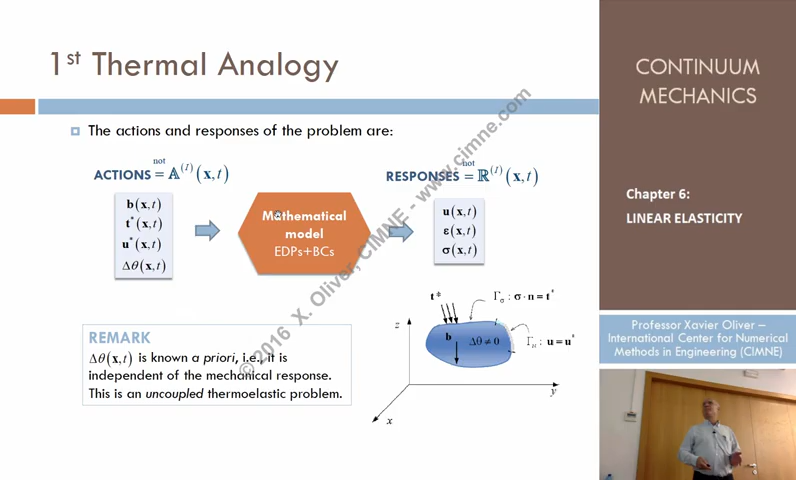 1st Thermal Analogy
The actions and responses of the problem are:
ACTIONS not= 𝔸^(I)(x,t)
RESPONSES not= ℝ^(I)(x,t)
b(x,t)
t*(x,t)
u*(x,t)
Δθ(x,t)
Mathematical
model
EDPs+BCs
u(x,t)
ε(x,t)
σ(x,t)
REMARK
Δθ(x,t) is known a priori, i.e., it is
independent of the mechanical response.
This is an uncoupled thermoelastic problem.
z
t*
Γσ : σ·n = t*
b
Δθ ≠ 0
Γu : u = u*
y
x
© 2016 X. Oliver, CIMNE - www.cimne.com
CONTINUUM
MECHANICS
Chapter 6:
LINEAR ELASTICITY
Professor Xavier Oliver –
International Center for Numerical
Methods in Engineering (CIMNE)